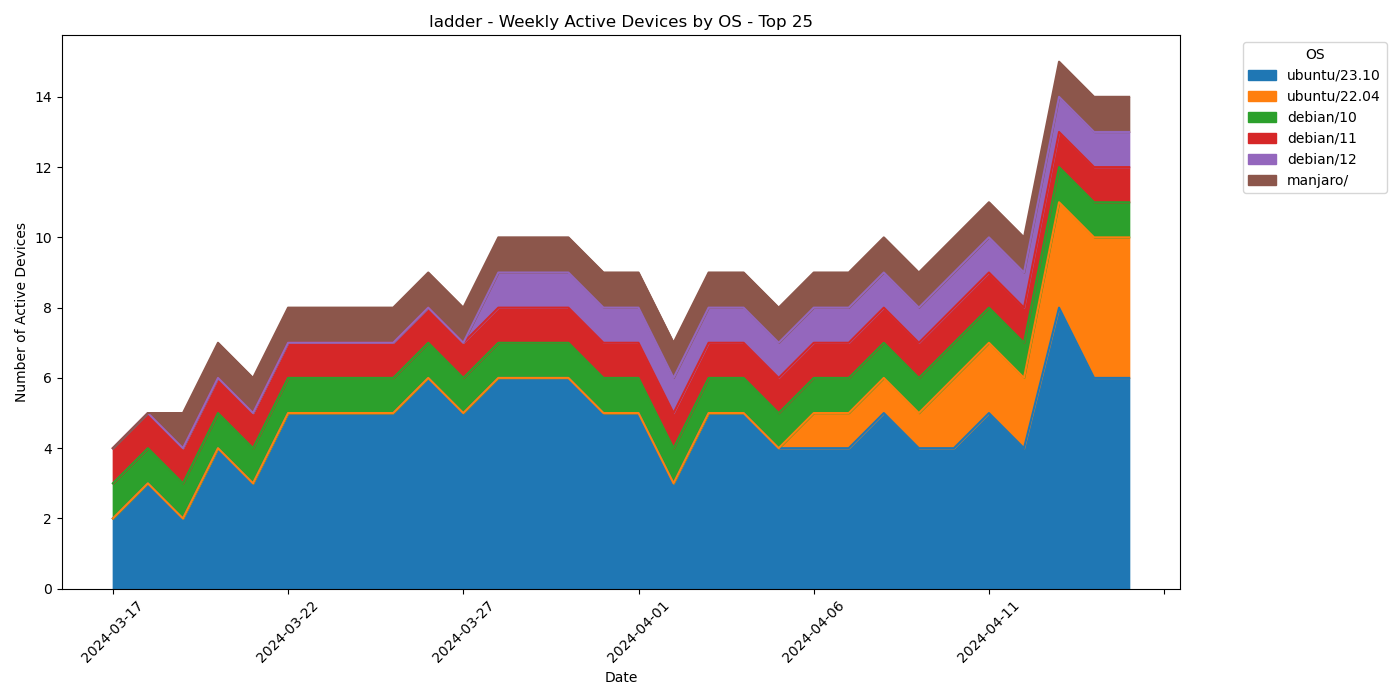 ladder - Weekly Active Devices by OS - Top 25
Number of Active Devices
14
12
10
8
6
4
2
0
2024-03-17
2024-03-22
2024-03-27
2024-04-01
2024-04-06
2024-04-11
Date
OS
ubuntu/23.10
ubuntu/22.04
debian/10
debian/11
debian/12
manjaro/